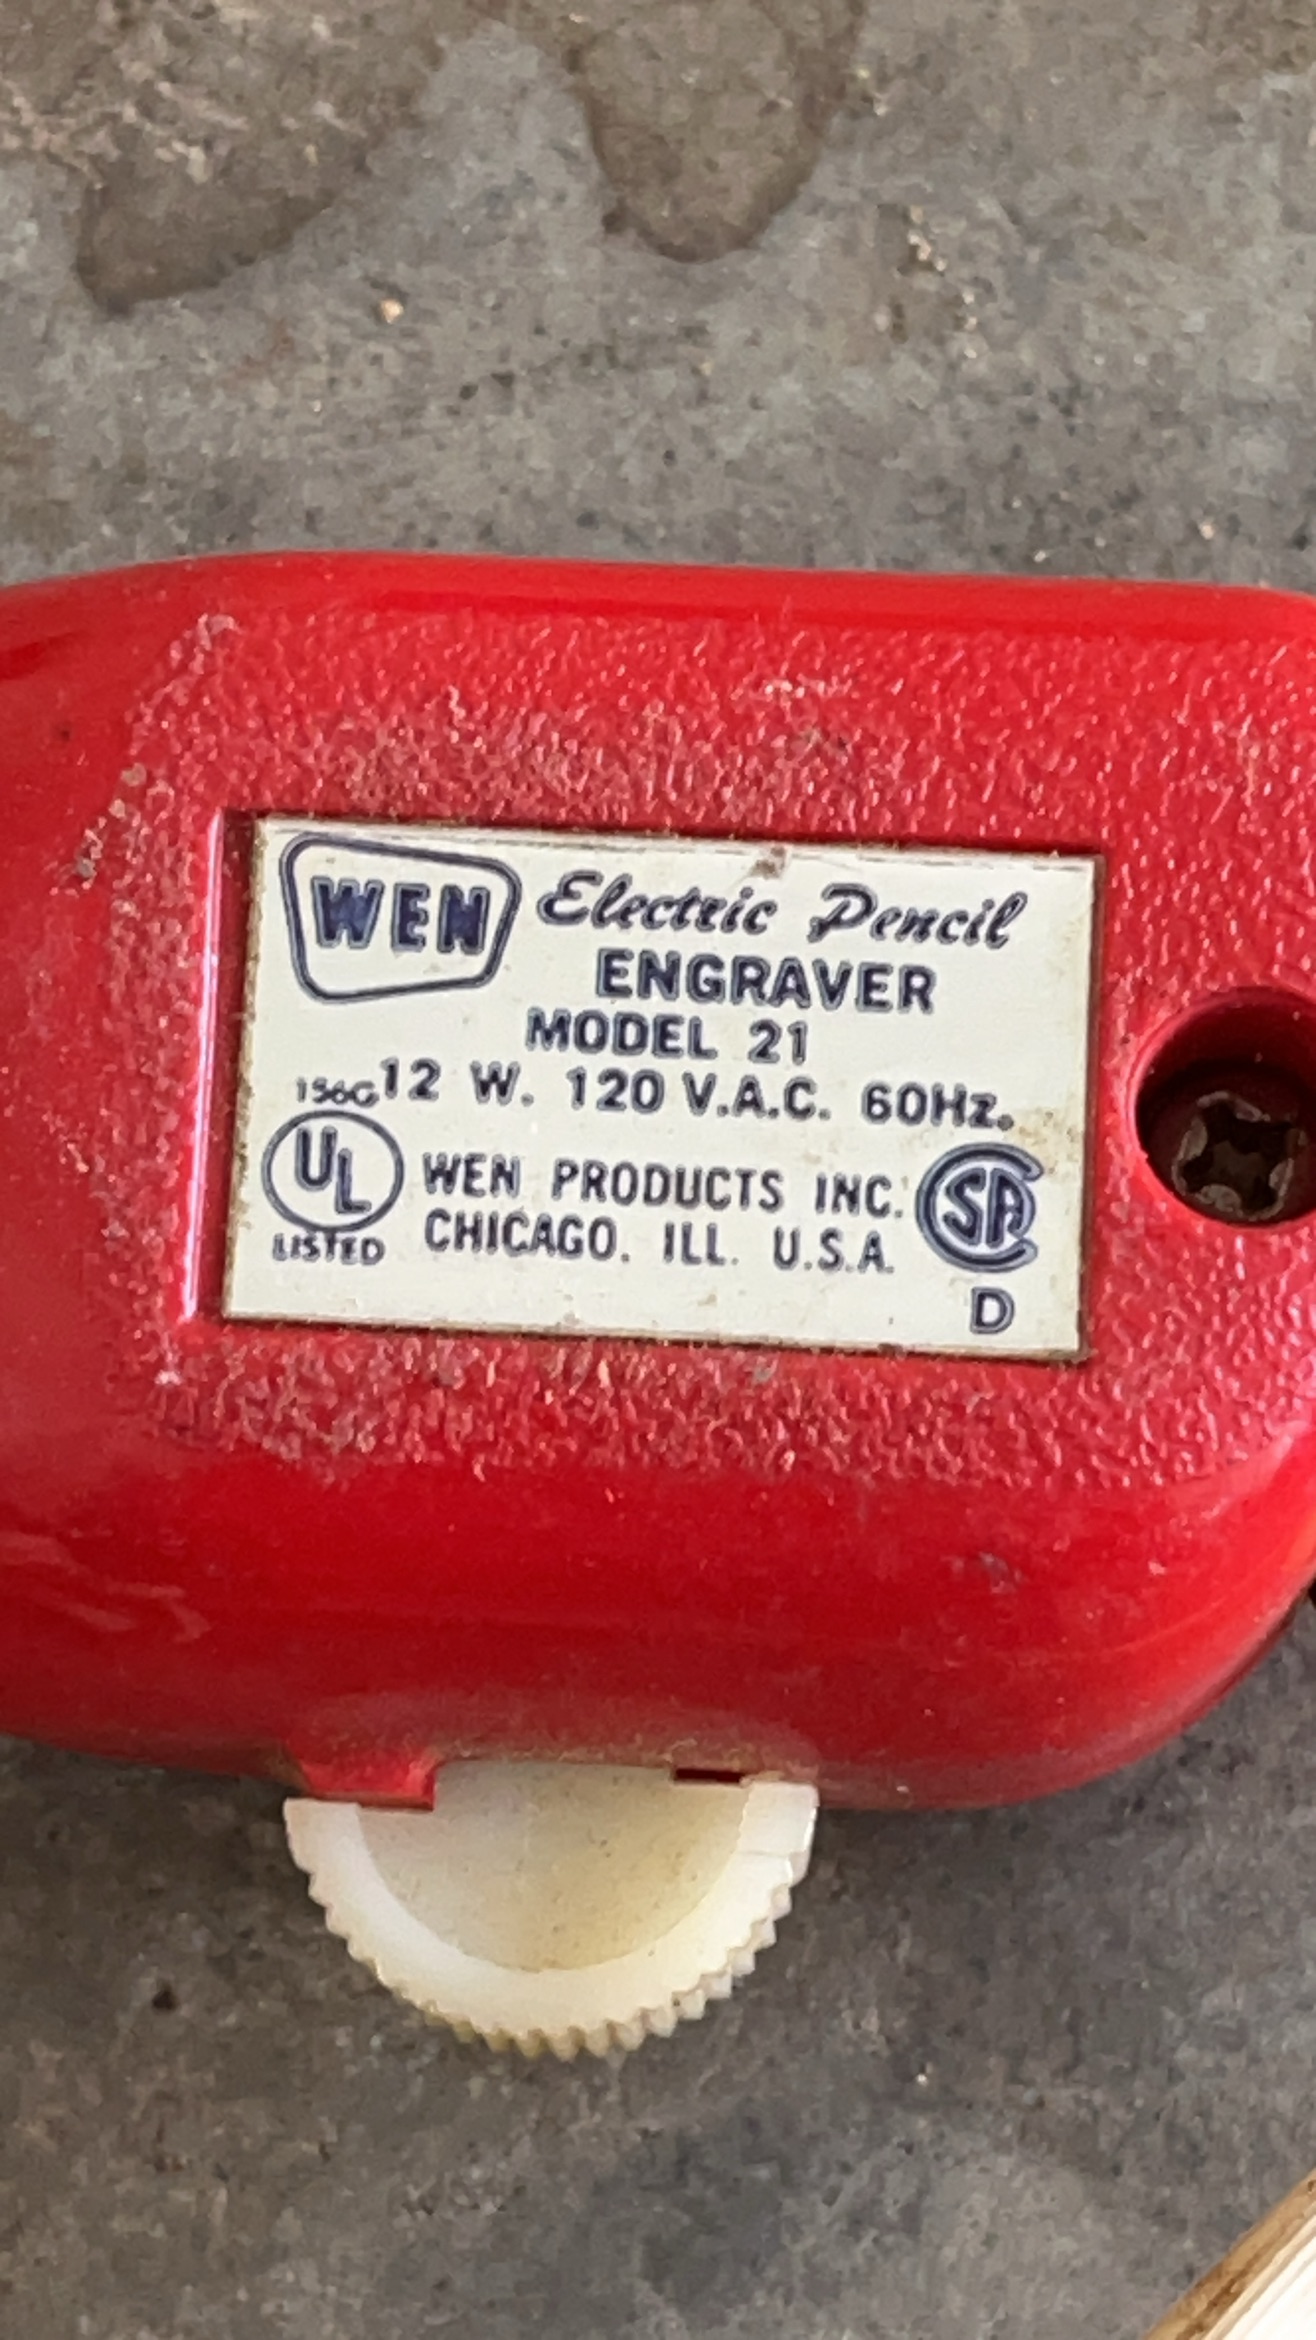 WEN Electric Pencil
ENGRAVER
MODEL 21
156G 12 W. 120 V.A.C. 60Hz.
UL WEN PRODUCTS INC. SA
LISTED CHICAGO. ILL. U.S.A.
D